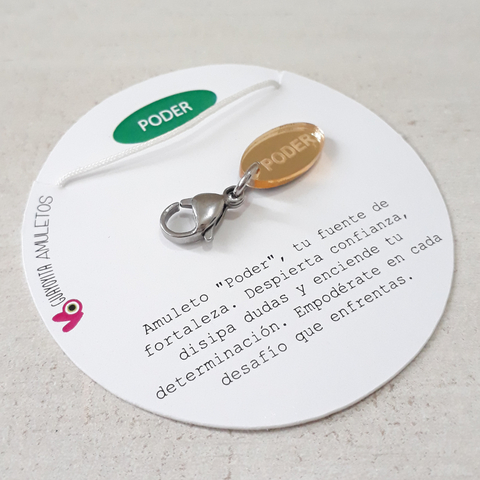 PODER
PODER
GUAYOTITA AMULETOS
Amuleto "Poder", tu fuente de
fortaleza. Despierta confianza,
disipa dudas y enciende tu
determinación. Empodérate en cada
desafío que enfrentas.